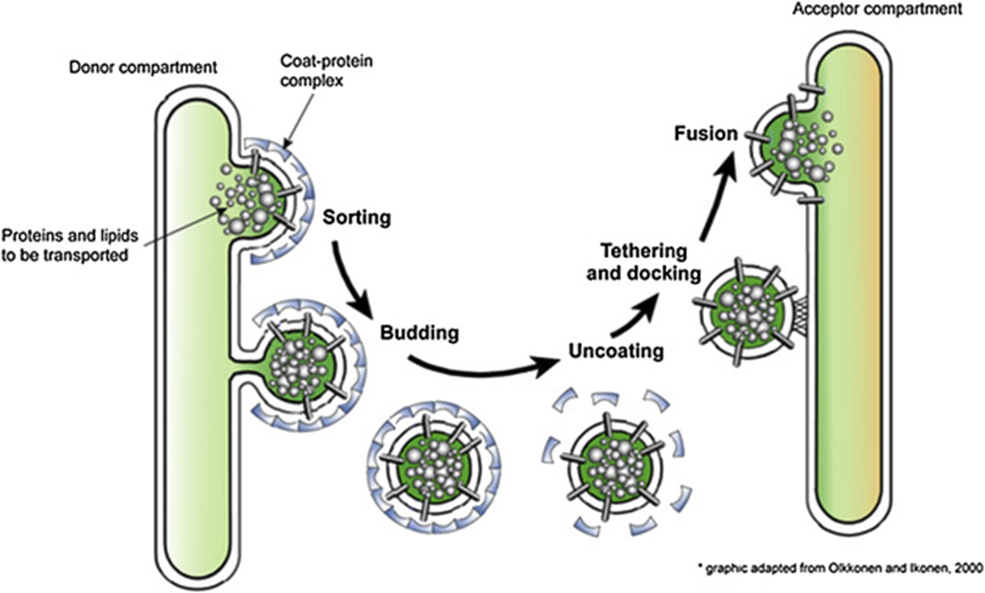 Acceptor compartment
Donor compartment
Coat-protein
complex
Fusion
Sorting
Proteins and lipids
to be transported
Tethering
and docking
Budding
Uncoating
* graphic adapted from Olkkonen and Ikonen, 2000